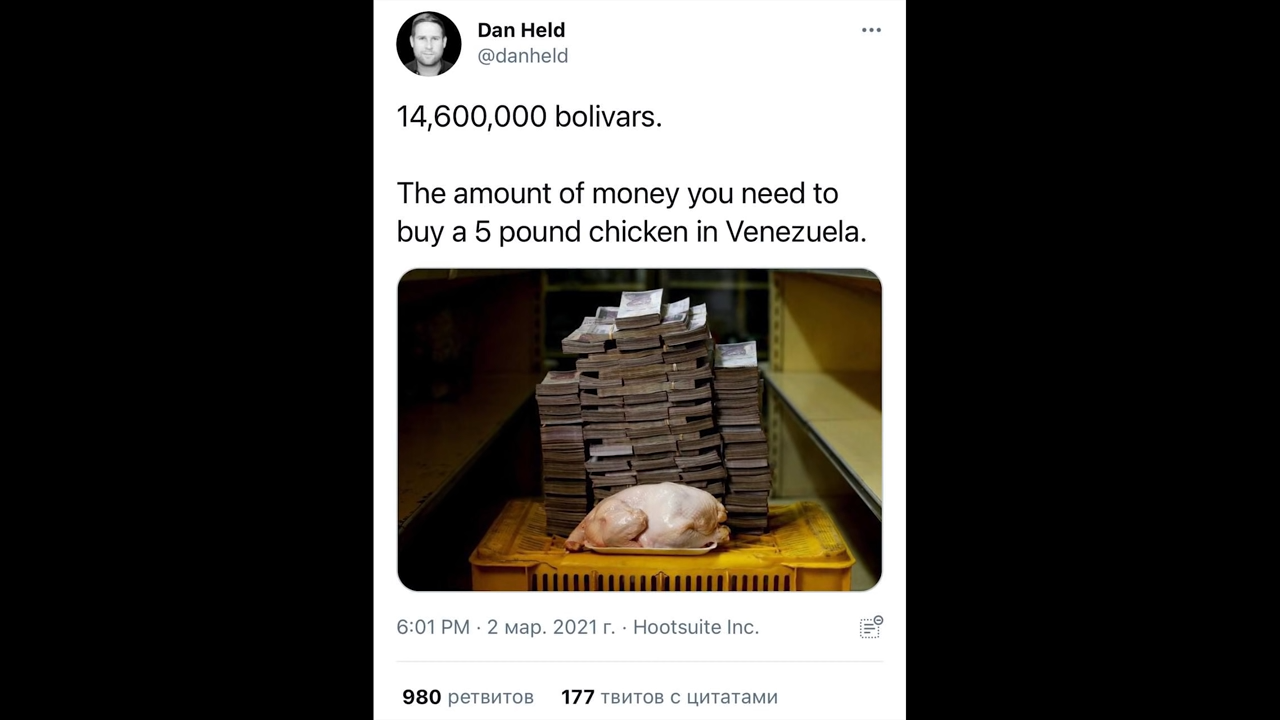 Dan Held
@danheld
14,600,000 bolivars.
The amount of money you need to
buy a 5 pound chicken in Venezuela.
6:01 PM · 2 мар. 2021 г. · Hootsuite Inc.
980 ретвитов 177 твитов с цитатами